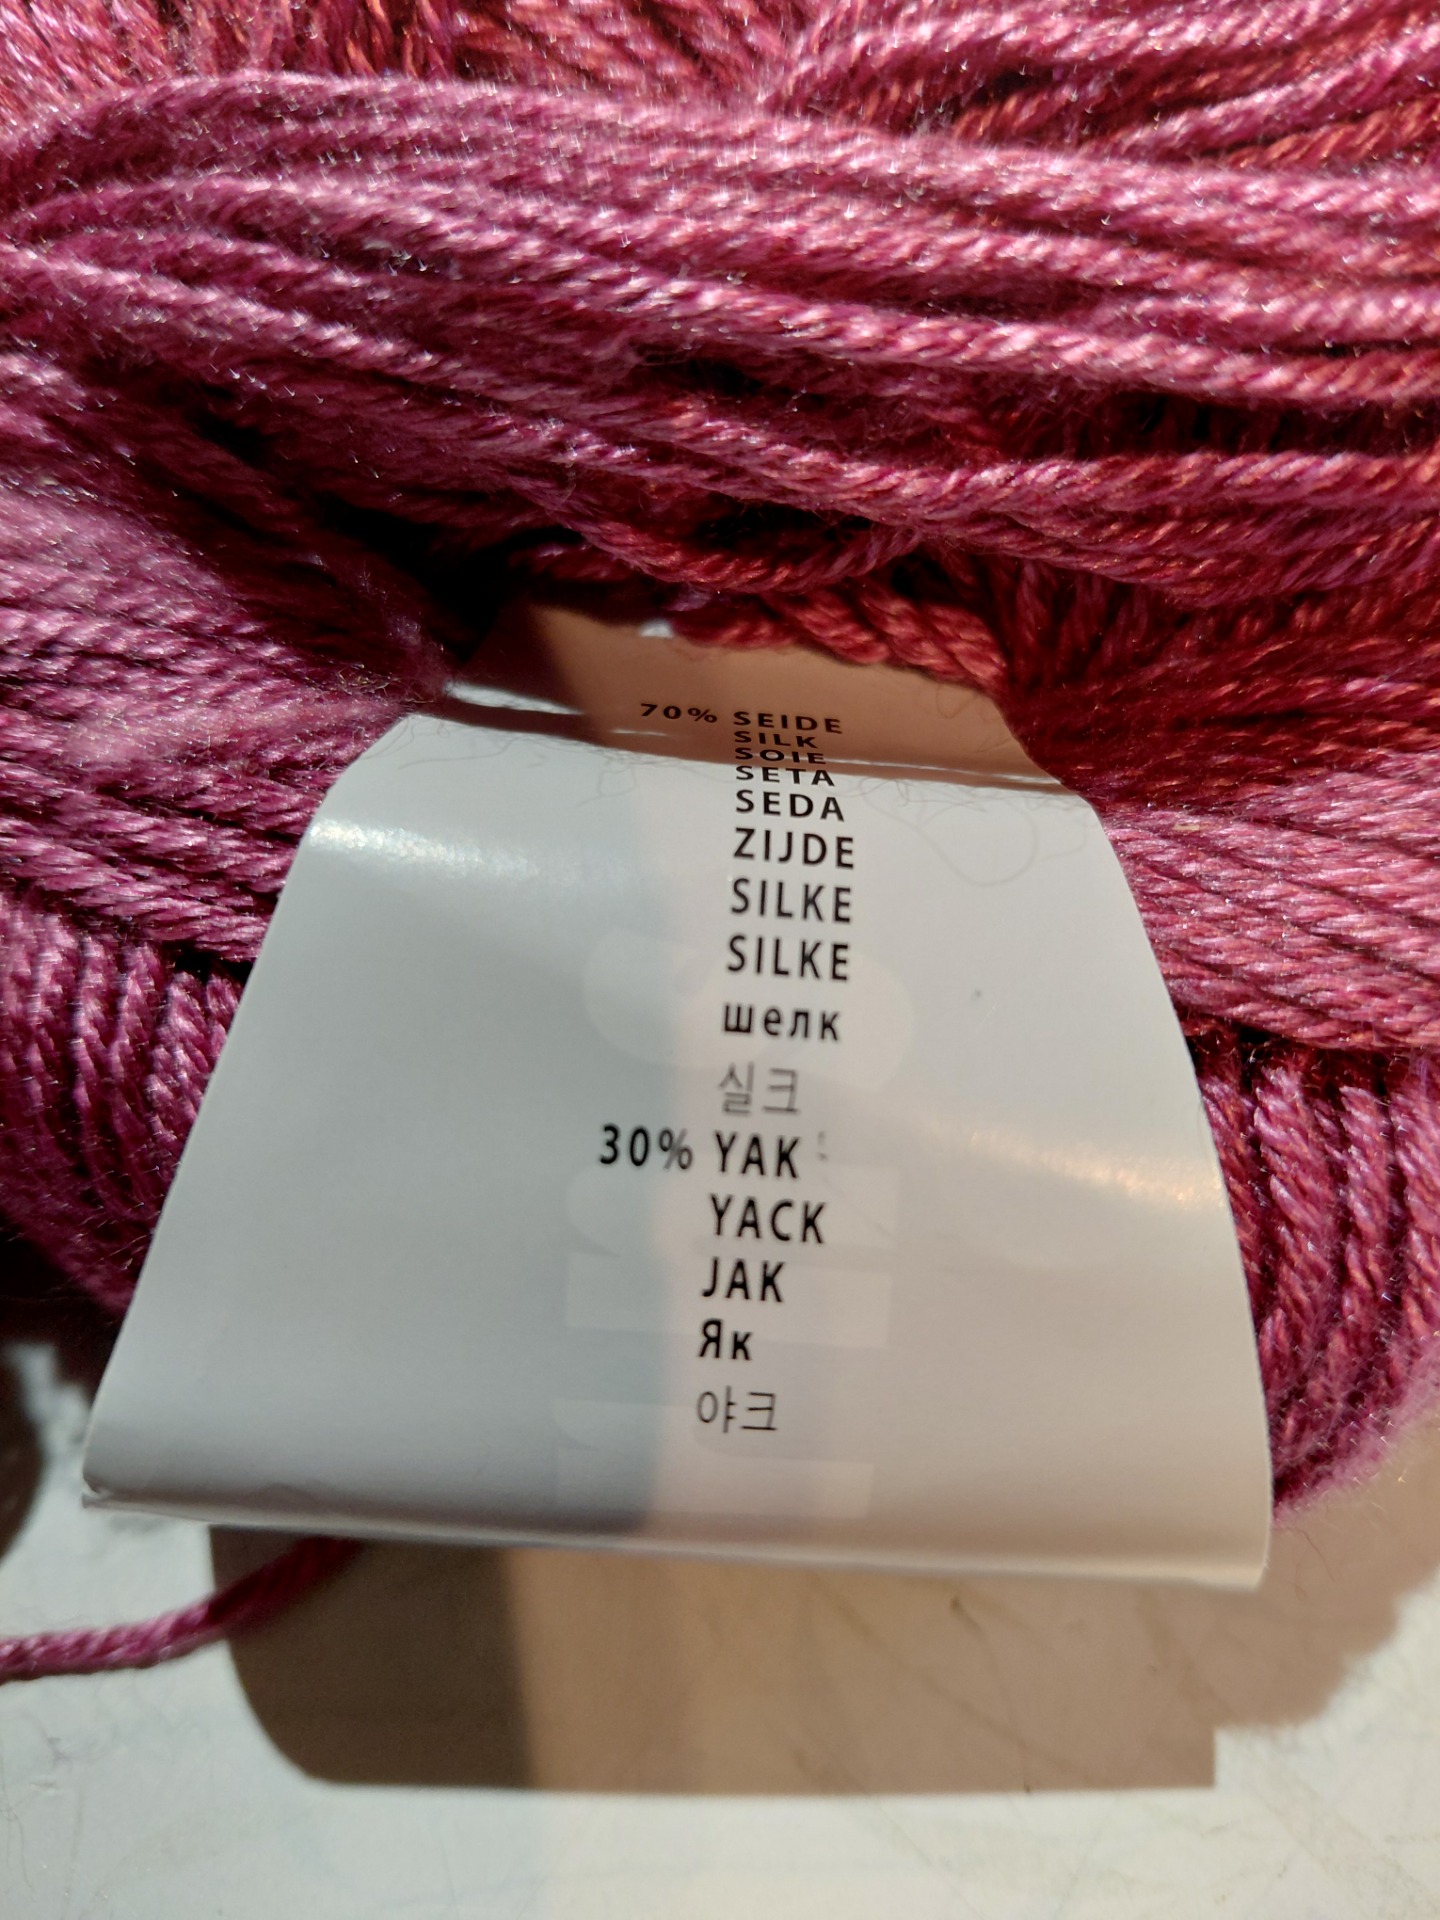 70% SEIDE
SILK
SOIE
SETA
SEDA
ZIJDE
SILKE
SILKE
шелк
실크
30% YAK
YACK
JAK
Як
야크